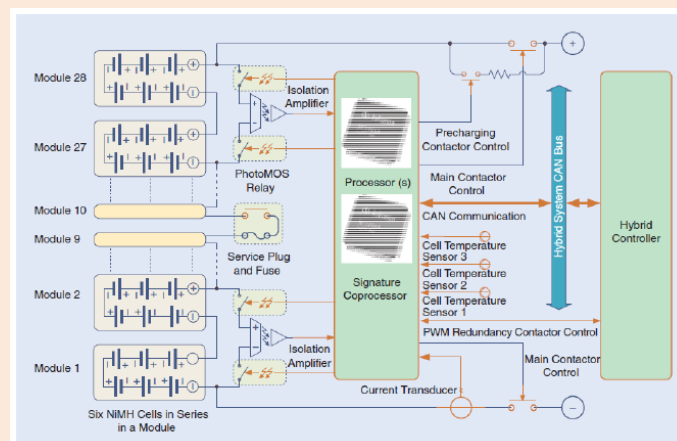 Module 28
Module 27
Module 10
Module 9
Module 2
Module 1
Six NiMH Cells in Series
in a Module
Isolation
Amplifier
PhotoMOS
Relay
Service Plug
and Fuse
Isolation
Amplifier
Processor (s)
Signature
Coprocessor
Precharging
Contactor Control
Main Contactor
Control
CAN Communication
Cell Temperature
Sensor 3
Cell Temperature
Sensor 2
Cell Temperature
Sensor 1
PWM Redundancy Contactor Control
Main Contactor
Control
Current Transducer
Hybrid System CAN Bus
Hybrid
Controller